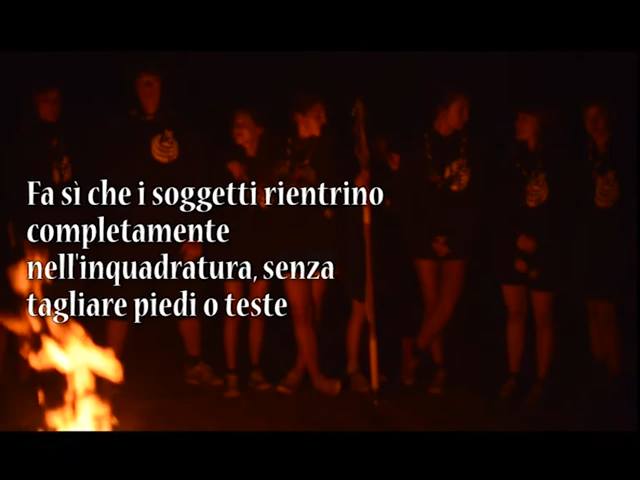 Fa sì che i soggetti rientrino
completamente
nell'inquadratura, senza
tagliare piedi o teste